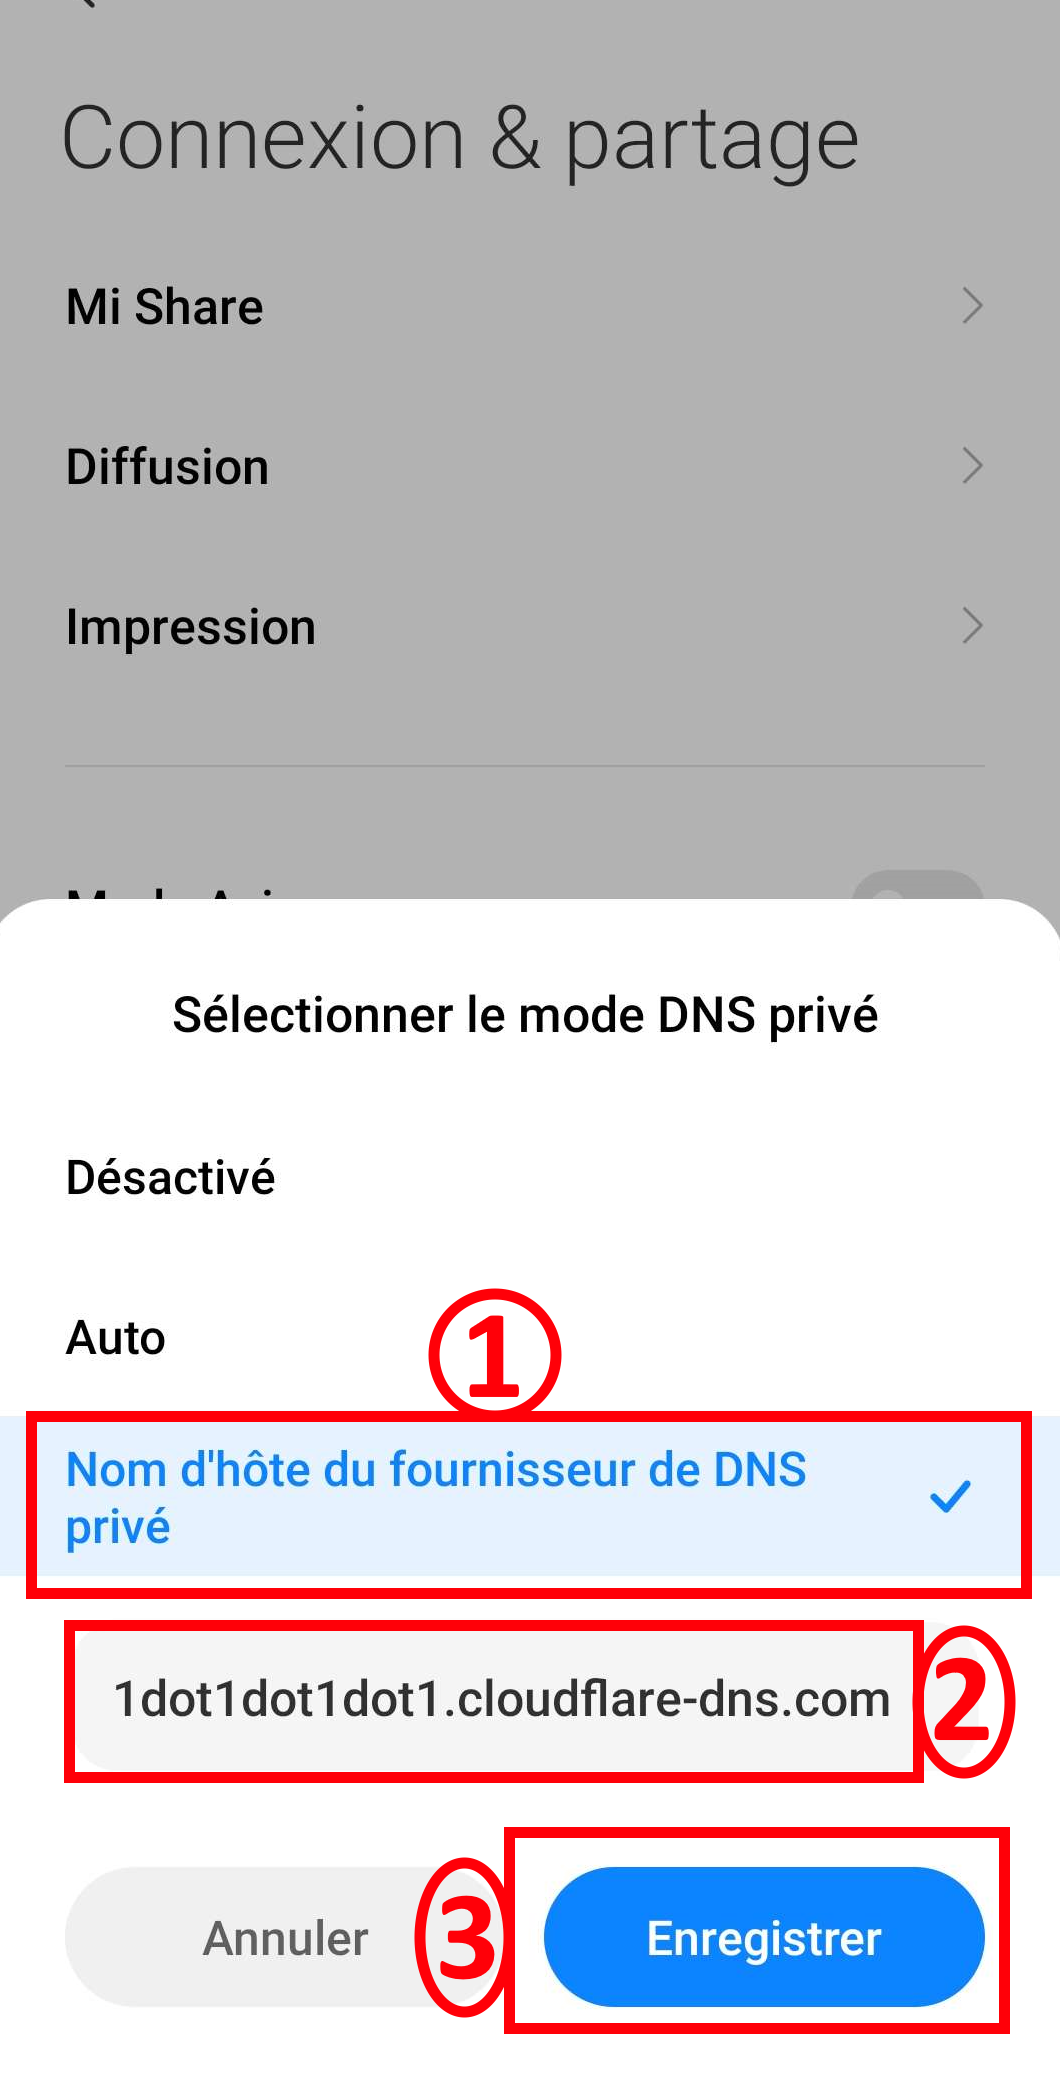 Connexion & partage
Mi Share
Diffusion
Impression
Sélectionner le mode DNS privé
Désactivé
Auto
1
Nom d'hôte du fournisseur de DNS
privé
1dot1dot1dot1.cloudflare-dns.com
2
Annuler
3
Enregistrer